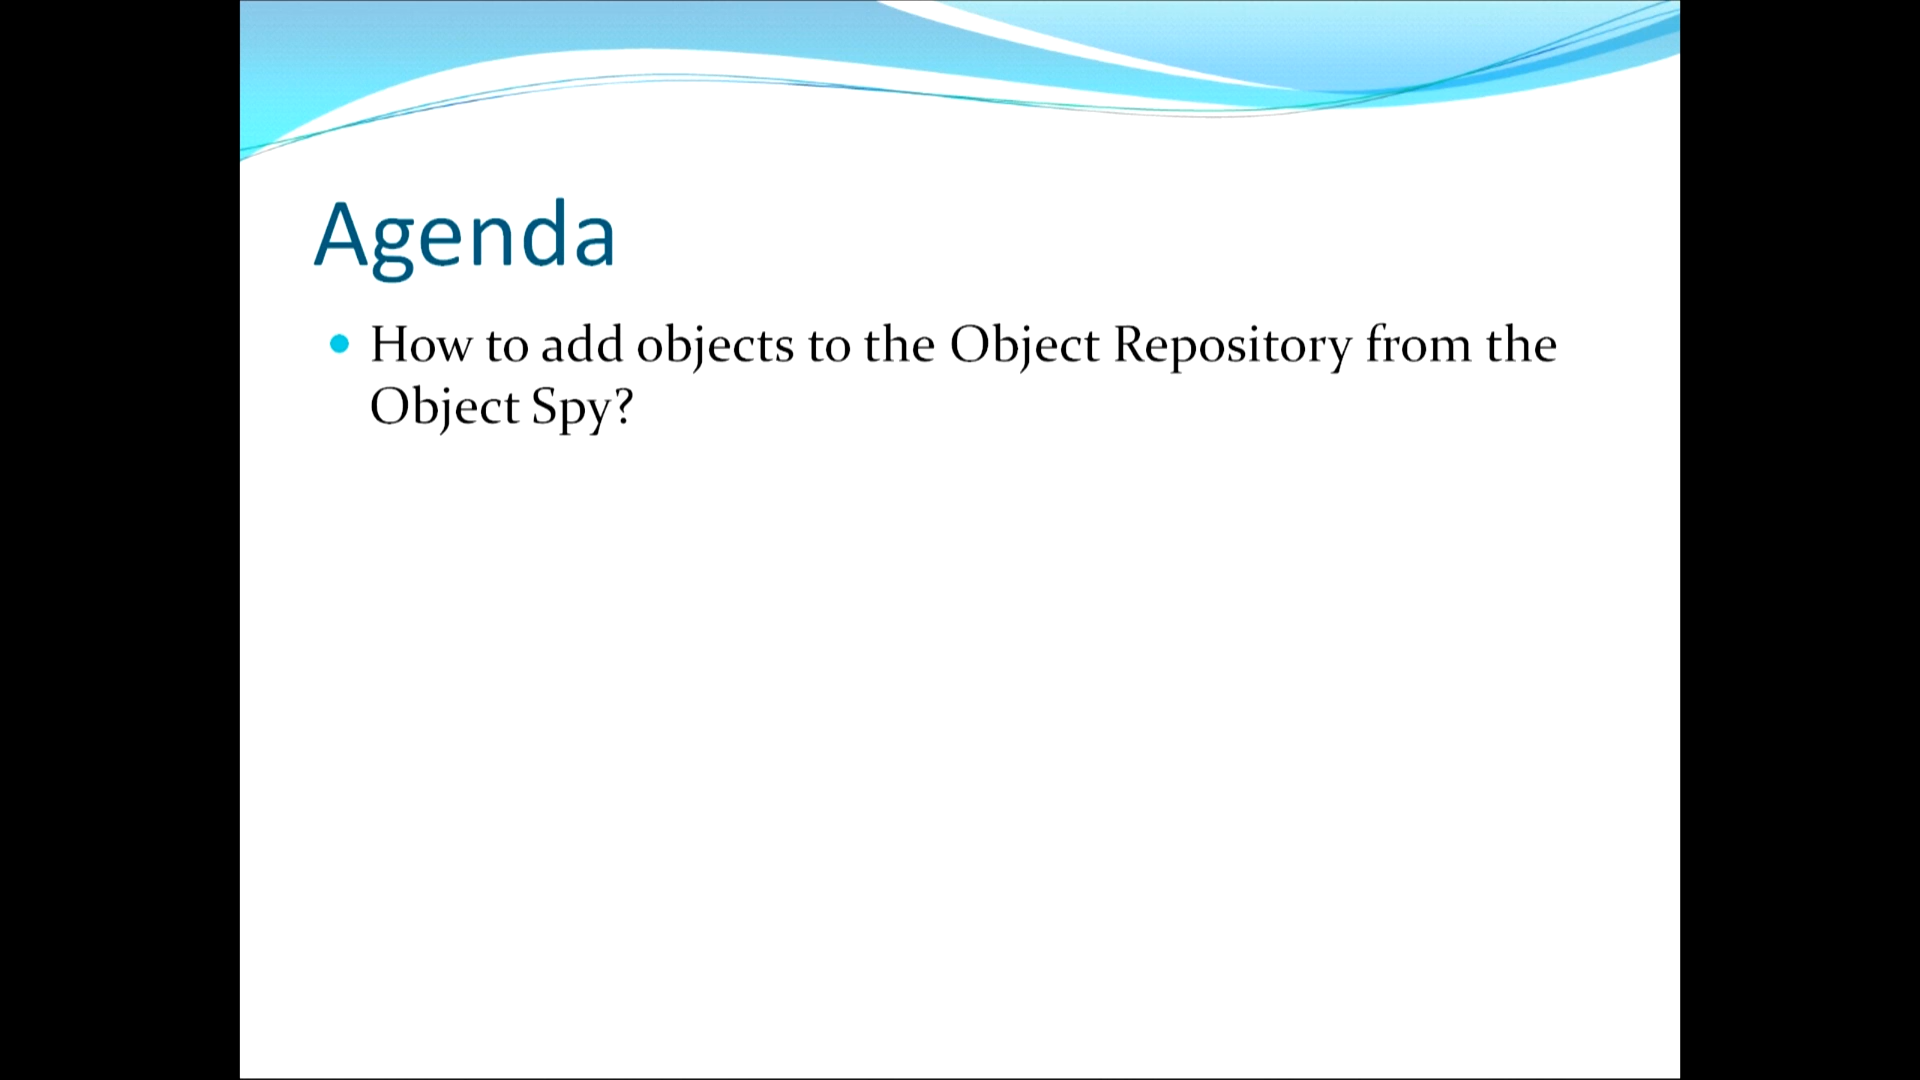 Agenda
How to add objects to the Object Repository from the
Object Spy?